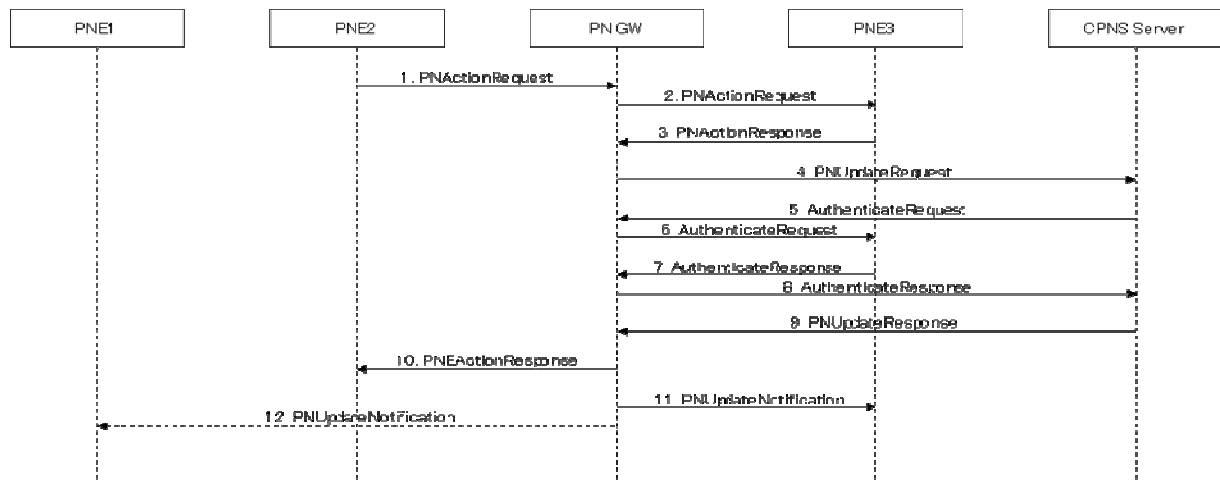 PNE1
PNE2
PN GW
PNE3
CPNS Server
1. PNActionRequest
2. PNActionRequest
3 PNActionResponse
4 PNUpdateRequest
5 AuthenticateRequest
6 AuthenticateRequest
7 AuthenticateResponse
8 AuthenticateResponse
9 PNUpdateResponse
10. PNEActionResponse
11 PNUpdateNotification
12 PNUpdateNotification